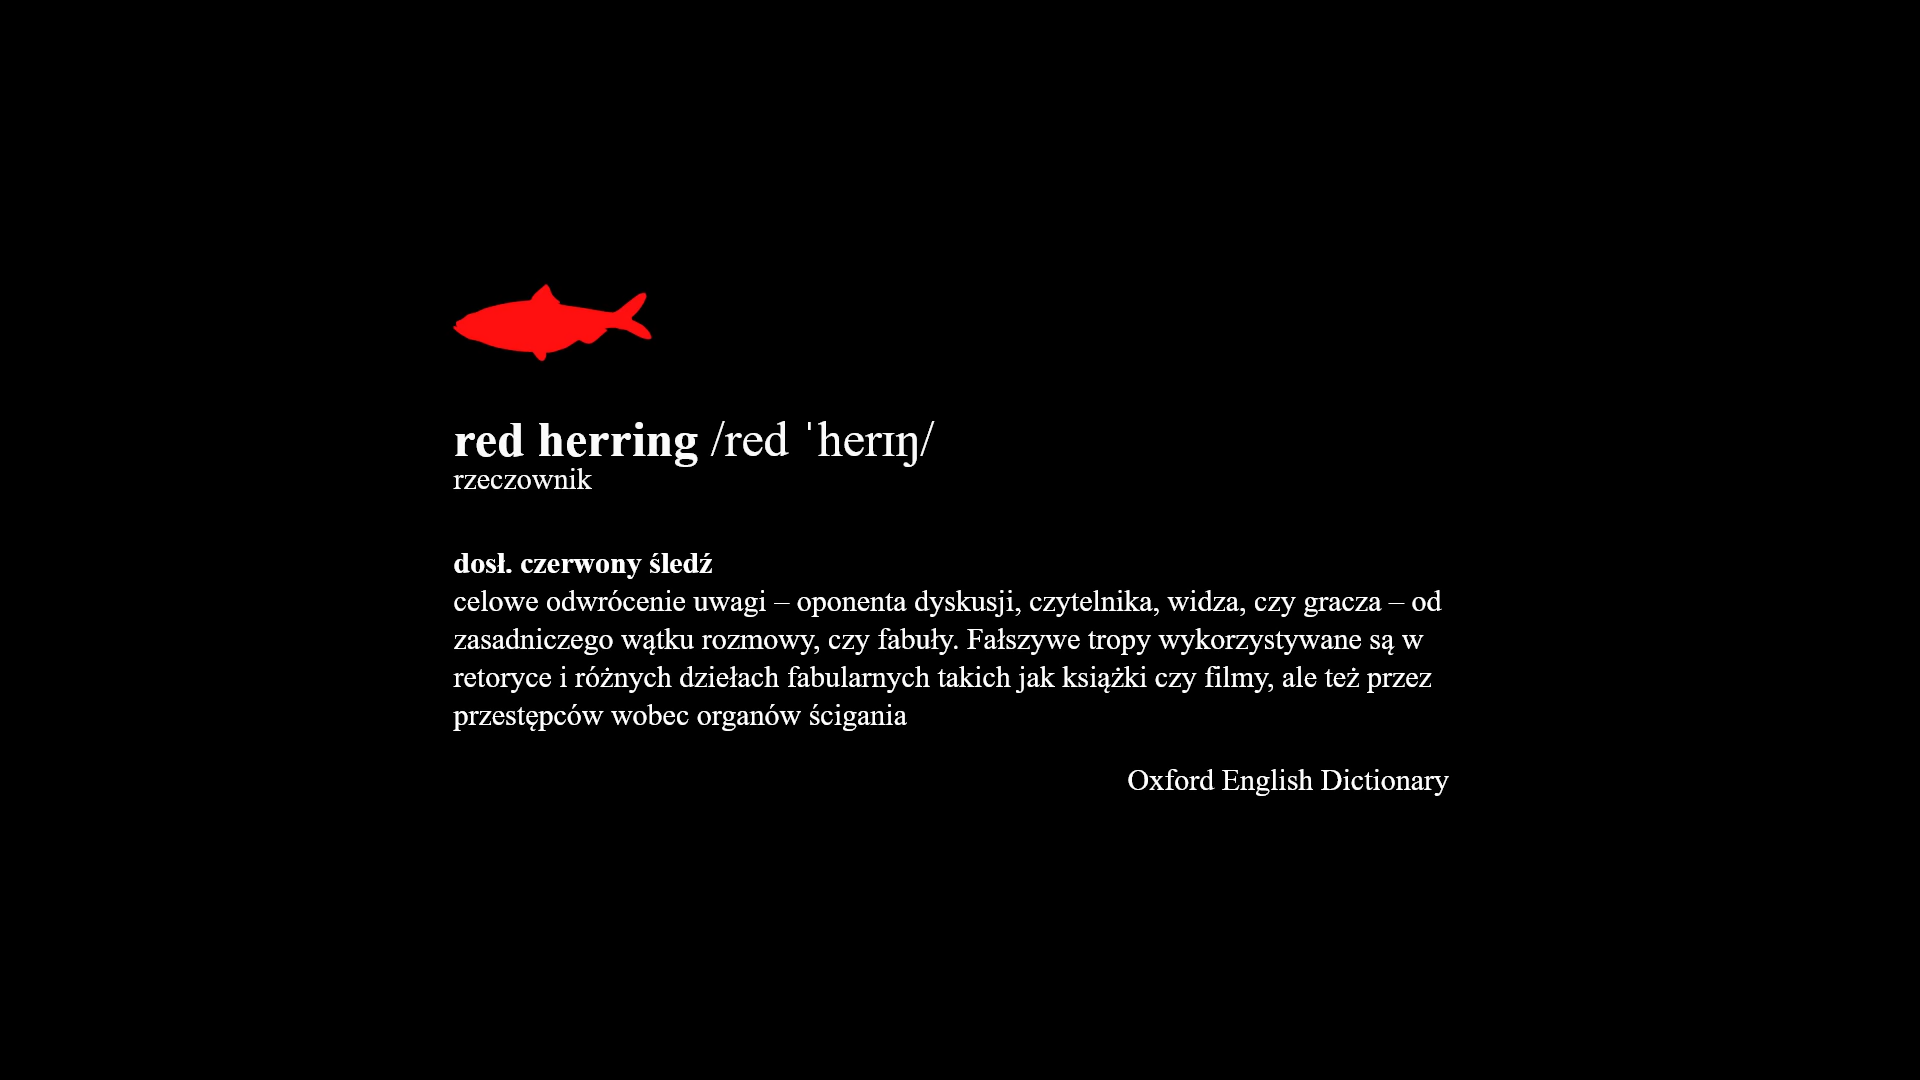 red herring /red ˈherɪŋ/
rzeczownik
dosł. czerwony śledź
celowe odwrócenie uwagi – oponenta dyskusji, czytelnika, widza, czy gracza – od
zasadniczego wątku rozmowy, czy fabuły. Fałszywe tropy wykorzystywane są w
retoryce i różnych dziełach fabularnych takich jak książki czy filmy, ale też przez
przestępców wobec organów ścigania
Oxford English Dictionary